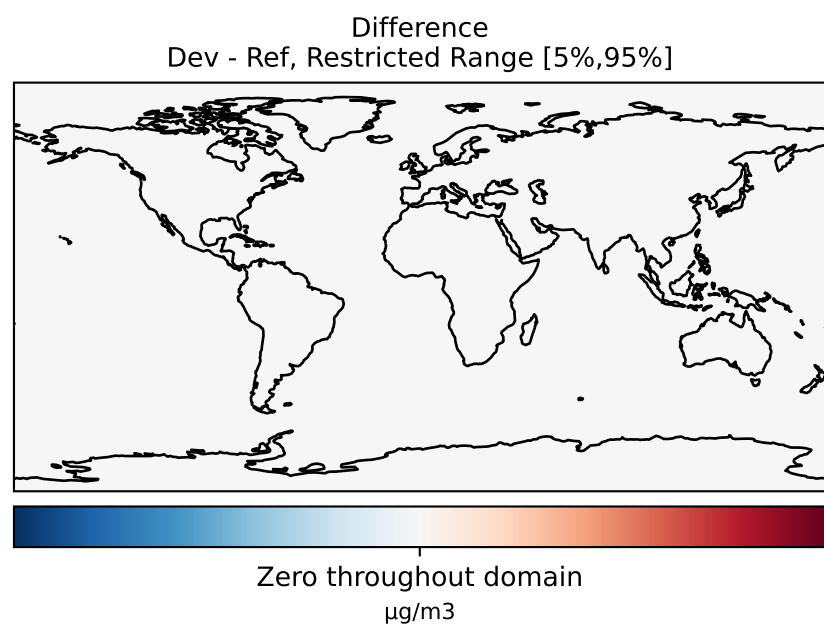 Difference
Dev - Ref, Restricted Range [5%,95%]
Zero throughout domain
μg/m3